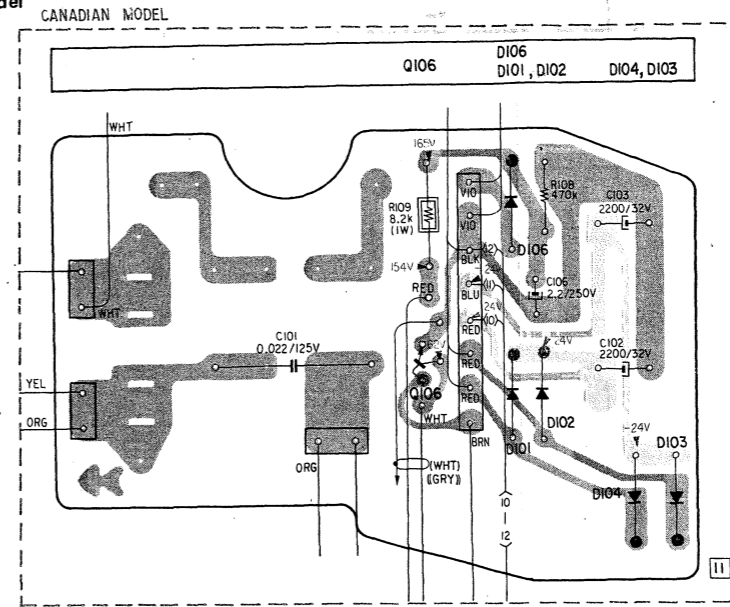 del
CANADIAN MODEL
Q106
D106
D101, D102
D104, D103
WHT
165V
VIO
R109
8.2k
(1W)
VIO
R108
470k
C103
2200/32V
154V
BLK
(12)
D106
RED
BLU
(11)
C106
2.2/250V
WHT
RED
24V
(10)
C101
0.022/125V
24V
C102
2200/32V
RED
YEL
RED
Q106
ORG
WHT
D102
D101
-24V
D103
BRN
ORG
(WHT)
((GRY))
D104
10
12
11